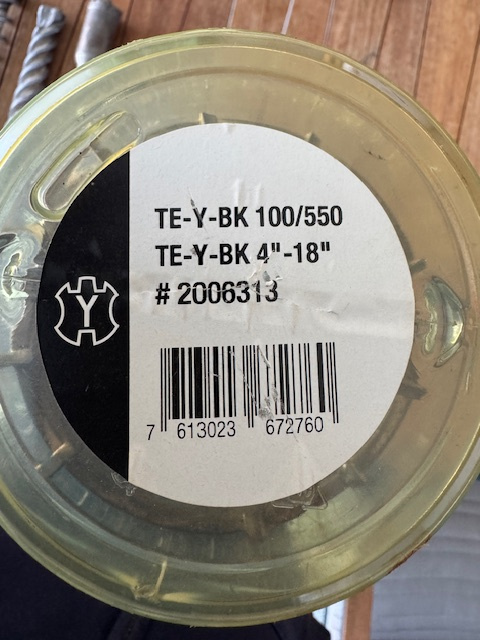 TE-Y-BK 100/550
TE-Y-BK 4"-18"
# 2006313
Y
7 613023 672760